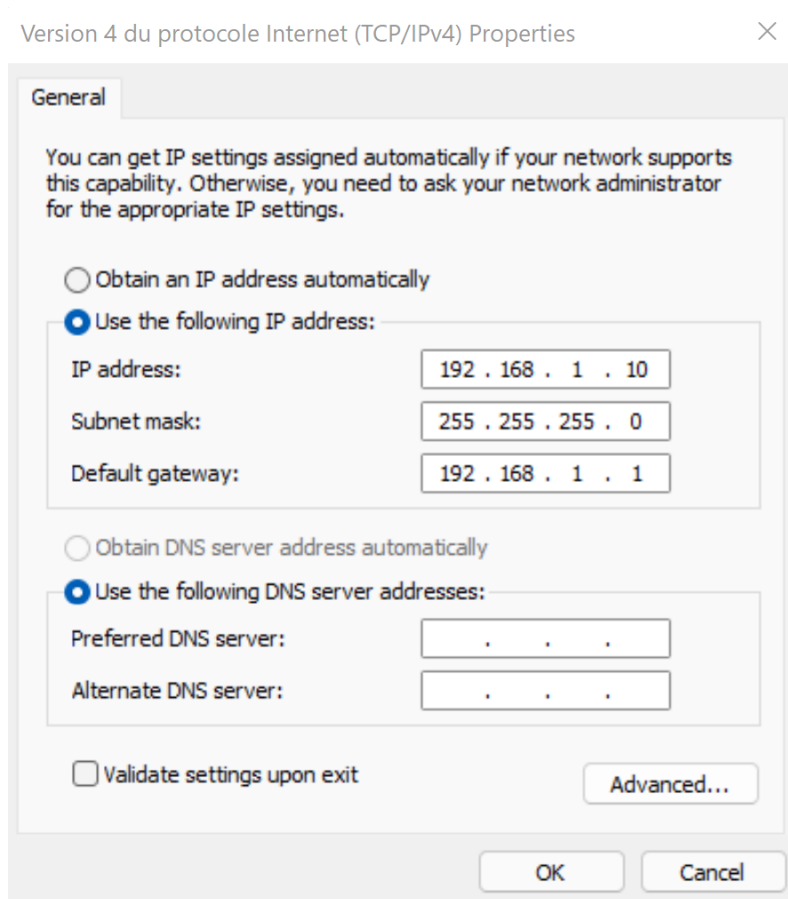 Version 4 du protocole Internet (TCP/IPv4) Properties
General
You can get IP settings assigned automatically if your network supports
this capability. Otherwise, you need to ask your network administrator
for the appropriate IP settings.
Obtain an IP address automatically
Use the following IP address:
IP address: 192 . 168 . 1 . 10
Subnet mask: 255 . 255 . 255 . 0
Default gateway: 192 . 168 . 1 . 1
Obtain DNS server address automatically
Use the following DNS server addresses:
Preferred DNS server: . . .
Alternate DNS server: . . .
Validate settings upon exit
Advanced...
OK Cancel